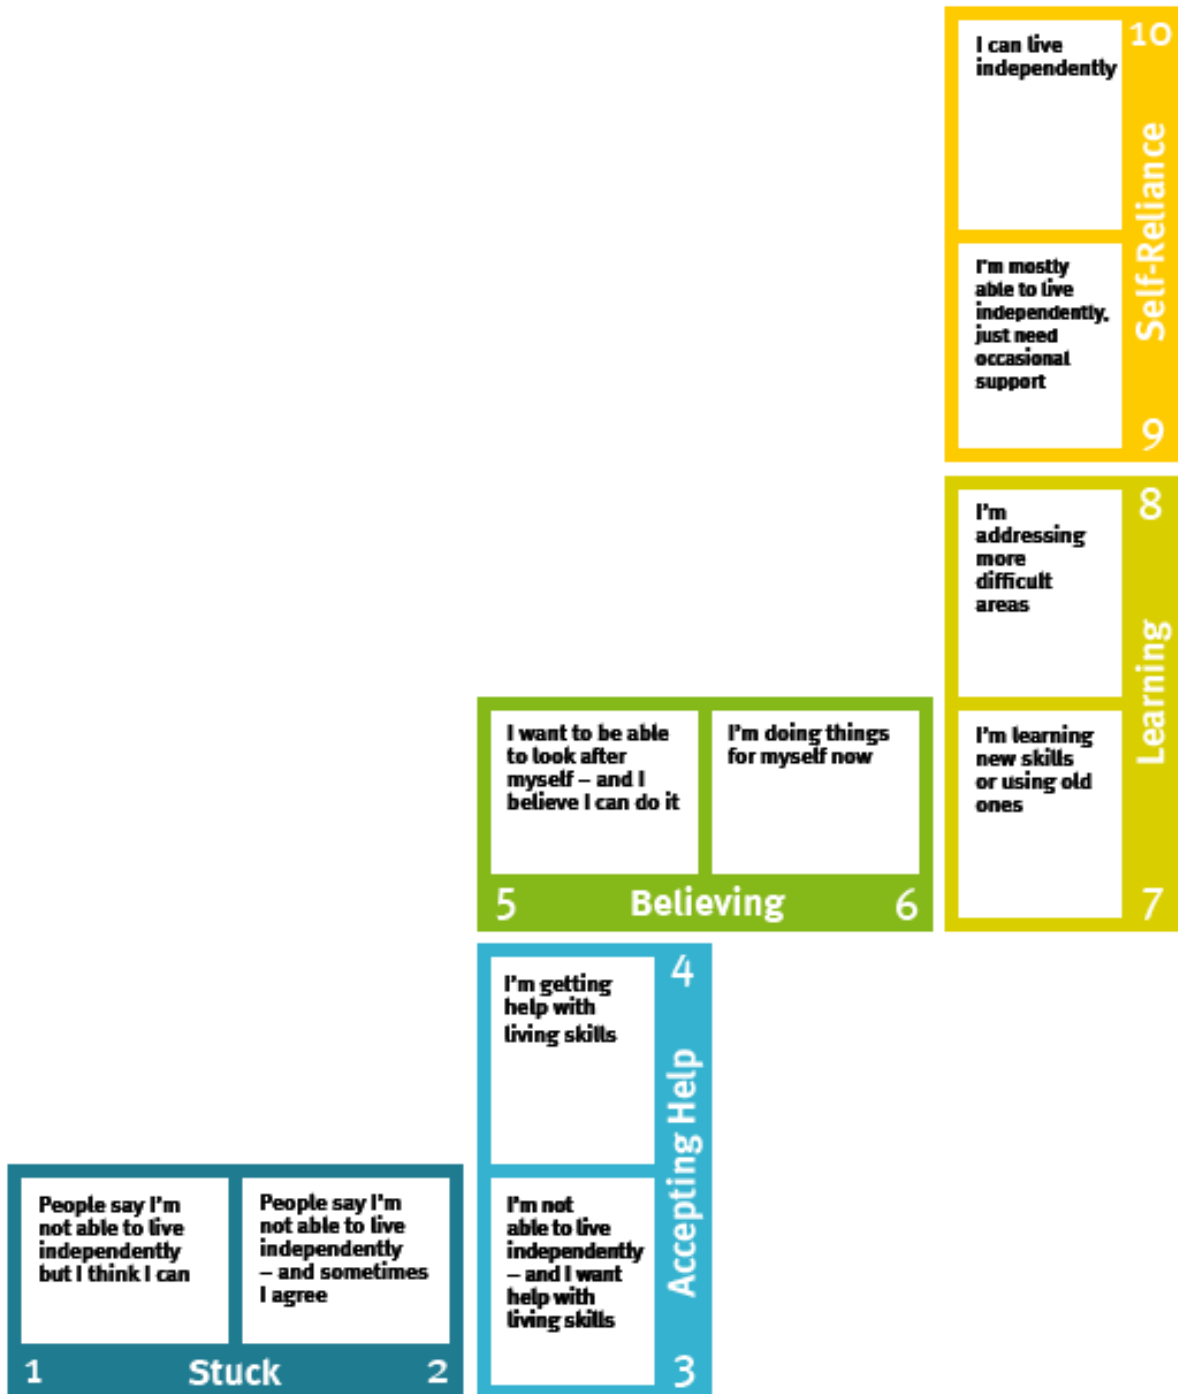 I can live
independently
10
I'm mostly
able to live
independently,
just need
occasional
support
Self-Reliance
9
I'm
addressing
more
difficult
areas
8
I'm learning
new skills
or using old
ones
Learning
7
I want to be able
to look after
myself – and I
believe I can do it
I'm doing things
for myself now
5
Believing
6
I'm getting
help with
living skills
4
I'm not
able to live
independently
– and I want
help with
living skills
Accepting Help
3
People say I'm
not able to live
independently
but I think I can
People say I'm
not able to live
independently
– and sometimes
I agree
1
Stuck
2